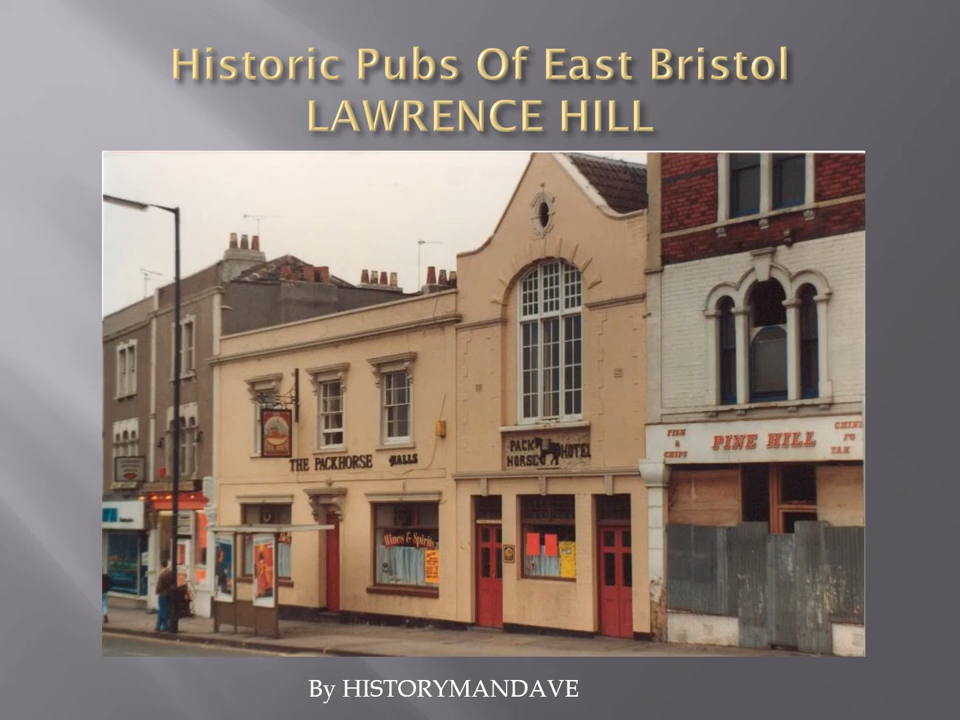 Historic Pubs Of East Bristol
LAWRENCE HILL
THE PACKHORSE HALLS
PACK HORSE HOTEL
Wines & Spirits
FISH & CHIPS
PINE HILL
By HISTORYMANDAVE